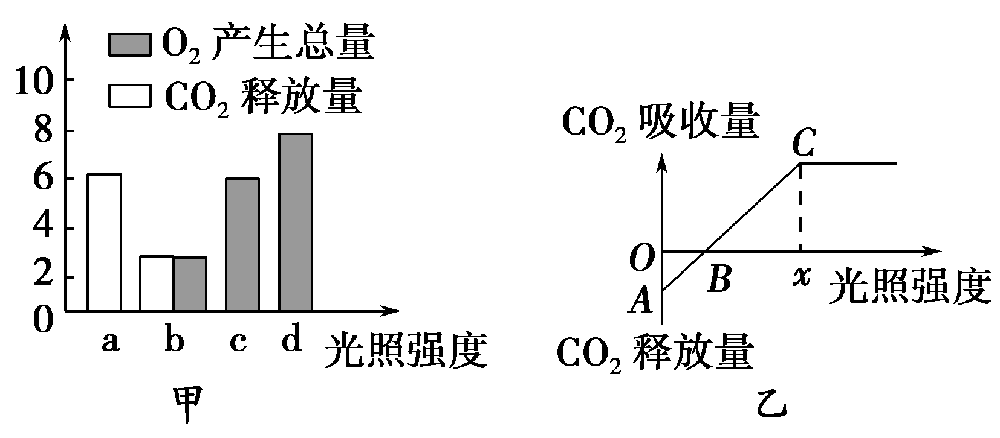 O₂ 产生总量
CO₂ 释放量
10
8
6
4
2
0
a b c d 光照强度
甲
CO₂ 吸收量
C
O
B x 光照强度
A
CO₂ 释放量
乙